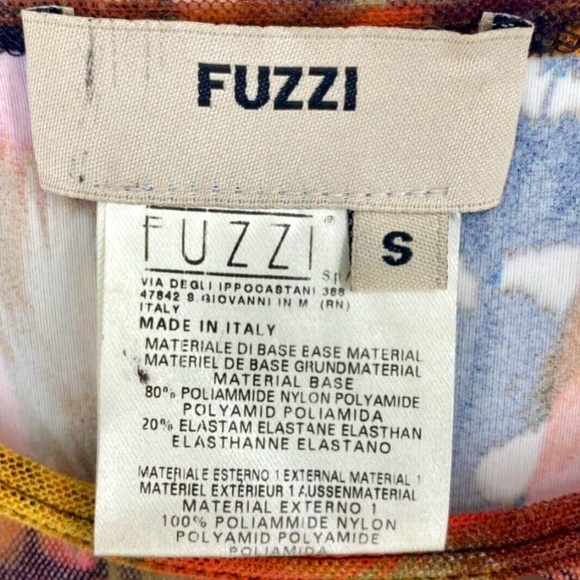 FUZZI
FUZZI®
S
SpA
VIA DEGLI IPPOCASTANI 388
47842 S GIOVANNI IN M (RN)
ITALY
MADE IN ITALY
MATERIALE DI BASE BASE MATERIAL
MATERIEL DE BASE GRUNDMATERIAL
MATERIAL BASE
80% POLIAMMIDE NYLON POLYAMIDE
POLYAMID POLIAMIDA
20% ELASTAM ELASTANE ELASTHAN
ELASTHANNE ELASTANO
MATERIALE ESTERNO 1 EXTERNAL MATERIAL 1
MATÉRIEL EXTÉRIEUR 1 AUSSENMATERIAL
MATERIAL EXTERNO 1
100% POLIAMMIDE NYLON
POLYAMID POLYAMIDE
POLIAMIDA